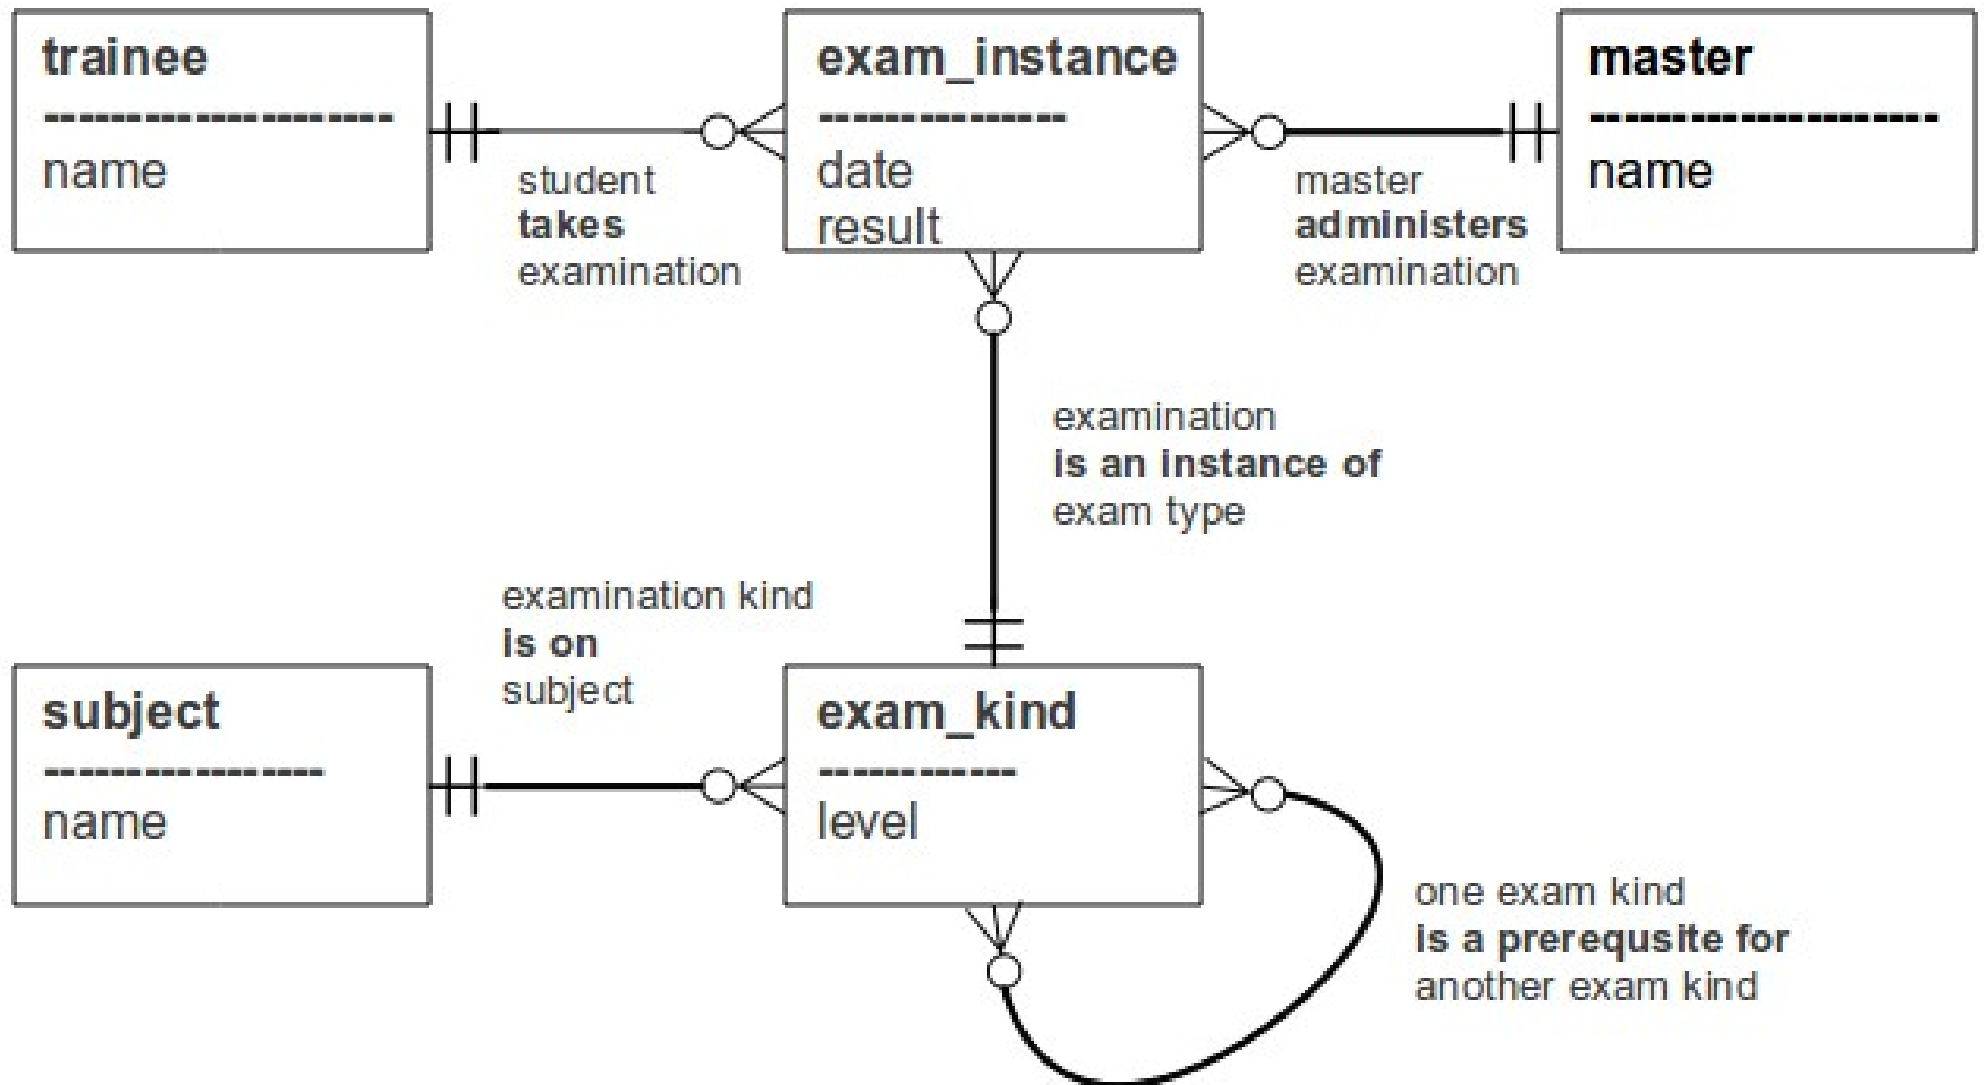 trainee
--------------------
name
exam_instance
---------------
date
result
master
---------------------
name
student
takes
examination
master
administers
examination
examination
is an instance of
exam type
examination kind
is on
subject
subject
-----------------
name
exam_kind
------------
level
one exam kind
is a prerequsite for
another exam kind